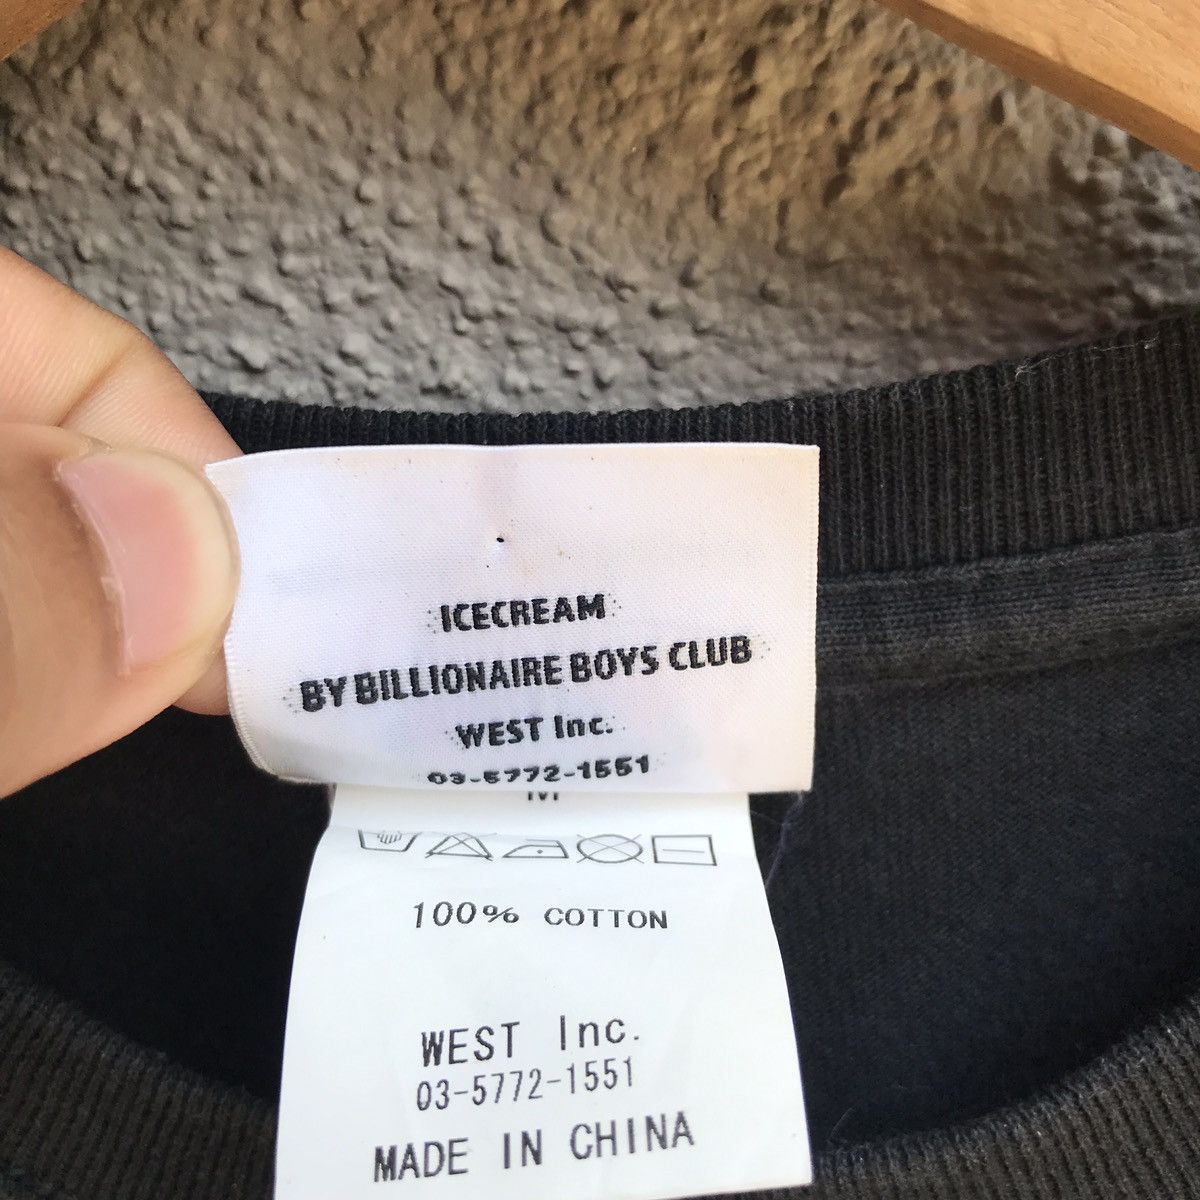 ICECREAM
BY BILLIONAIRE BOYS CLUB
WEST Inc.
03-5772-1551
M
100% COTTON
WEST Inc.
03-5772-1551
MADE IN CHINA